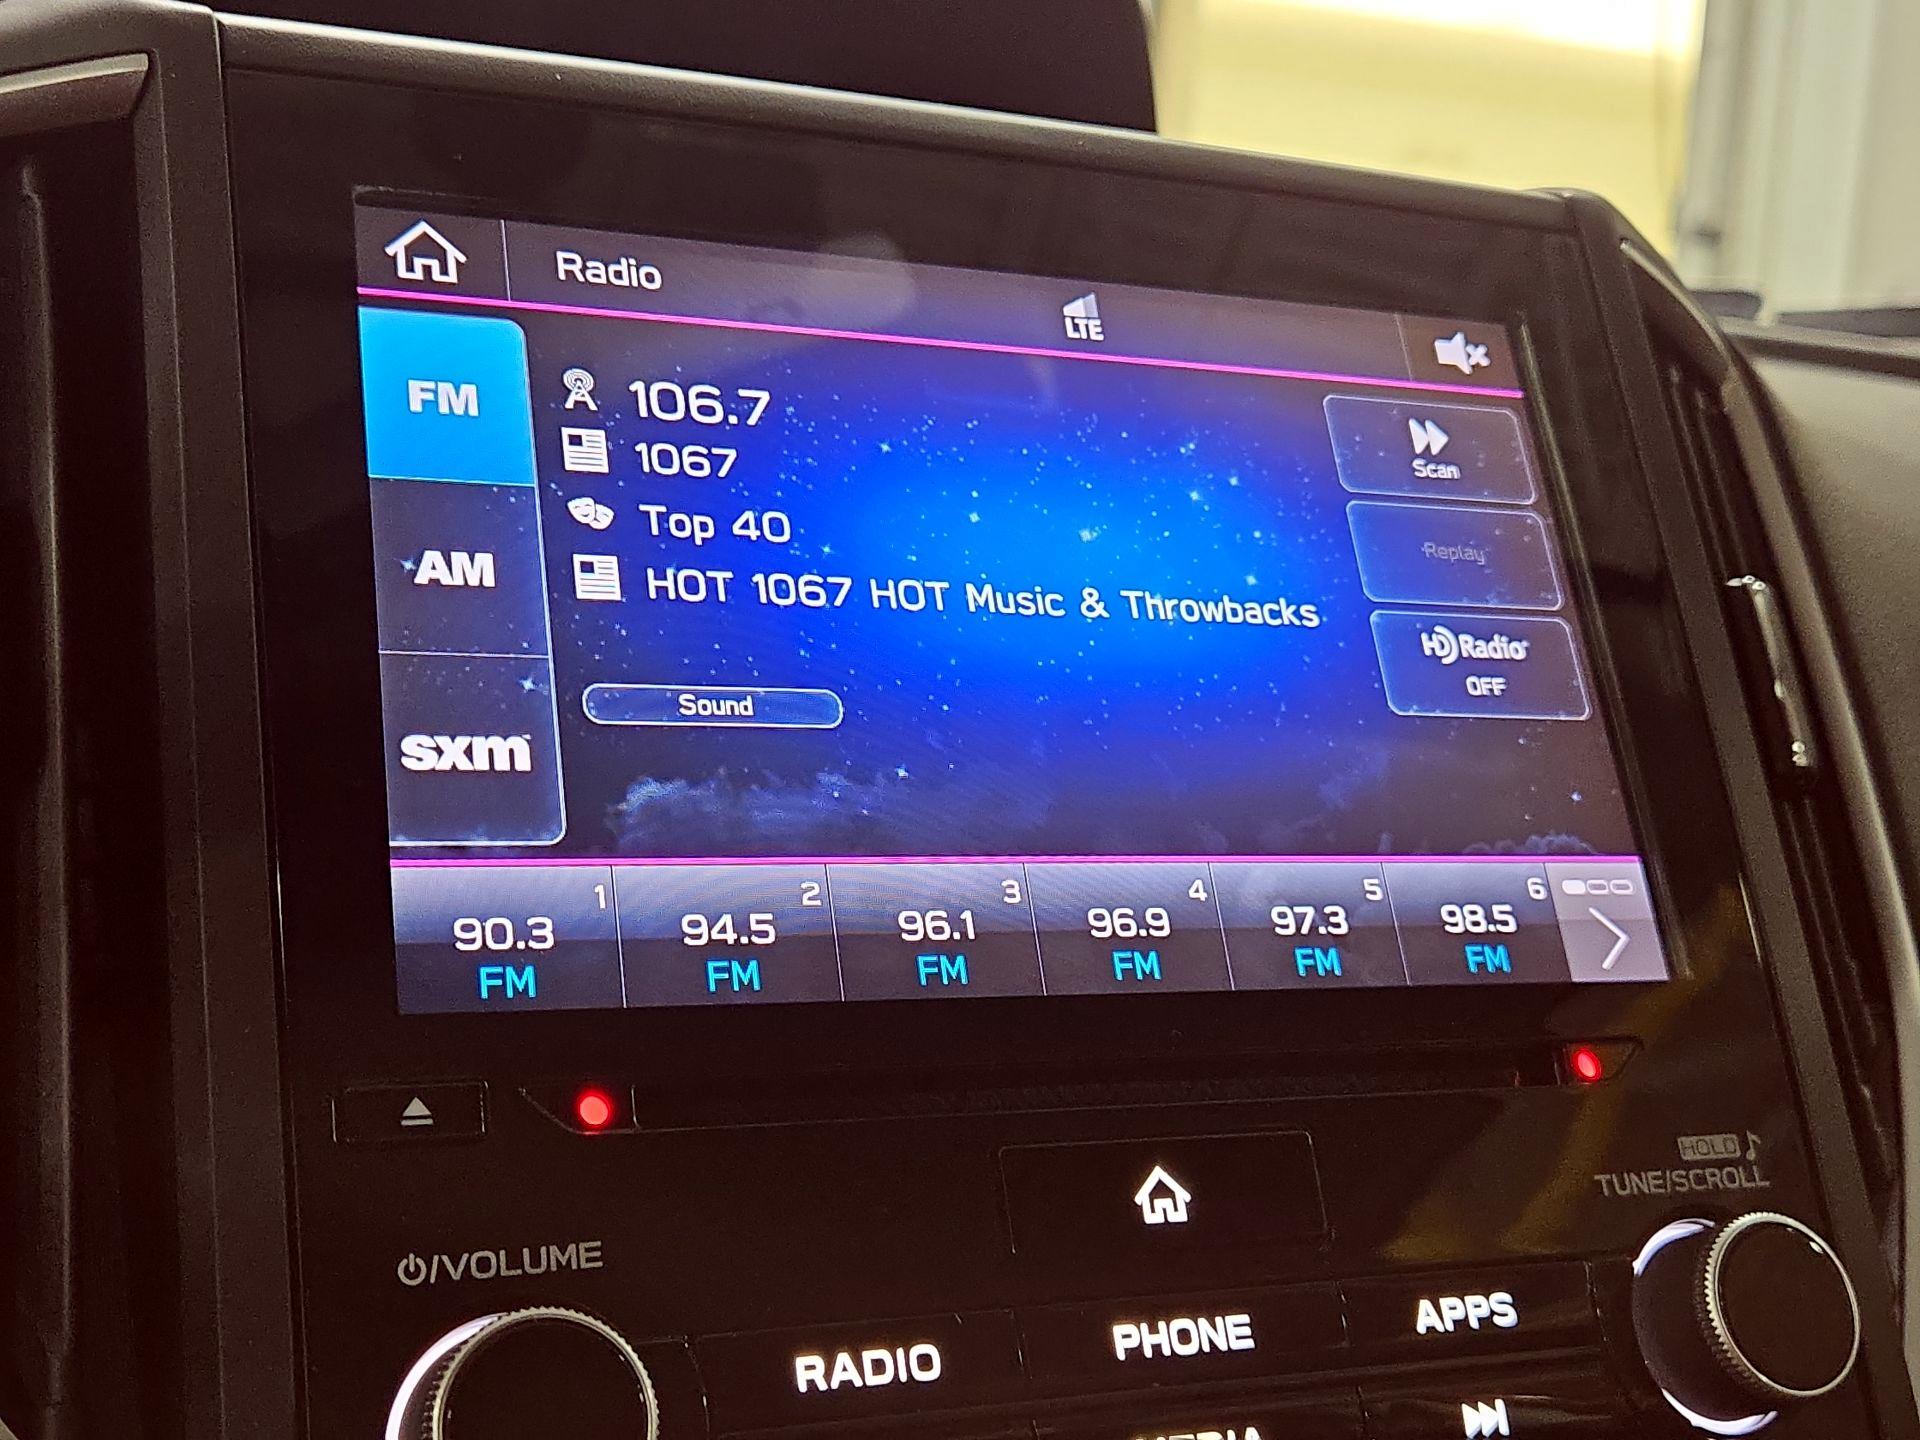 Radio
LTE
FM
106.7
1067
Top 40
HOT 1067 HOT Music & Throwbacks
Scan
Replay
HD Radio
OFF
AM
sxm
Sound
1
90.3
FM
2
94.5
FM
3
96.1
FM
4
96.9
FM
5
97.3
FM
6
98.5
FM
HOLD
TUNE/SCROLL
/VOLUME
RADIO
PHONE
APPS
MEDIA